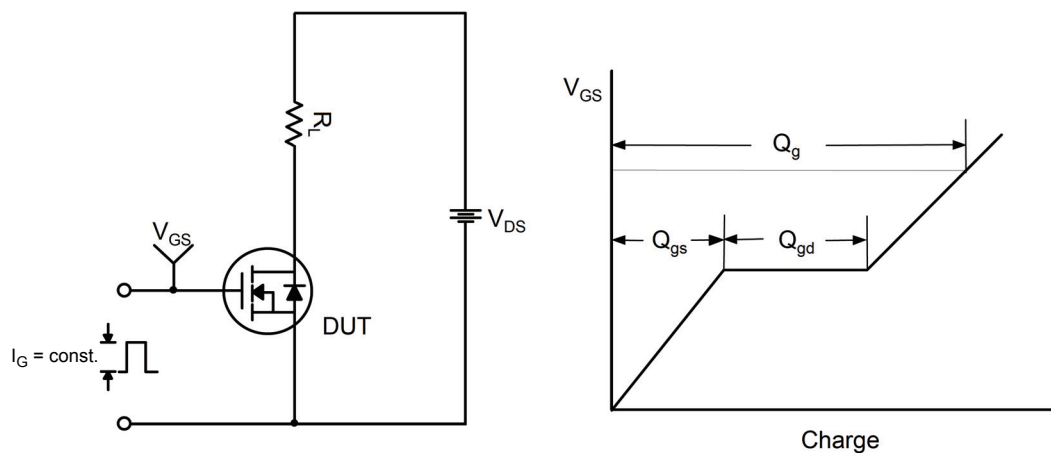 R_L
V_DS
V_GS
DUT
I_G = const.
V_GS
Q_g
Q_gs
Q_gd
Charge